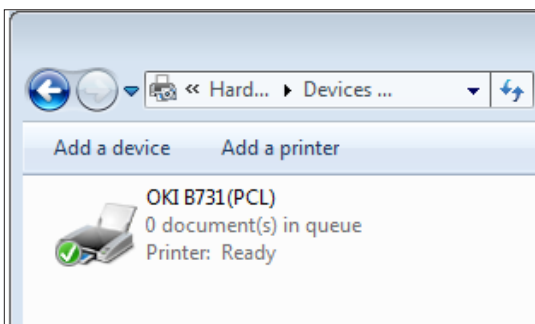 « Hard... ▸ Devices ...
Add a device Add a printer
OKI B731(PCL)
0 document(s) in queue
Printer: Ready